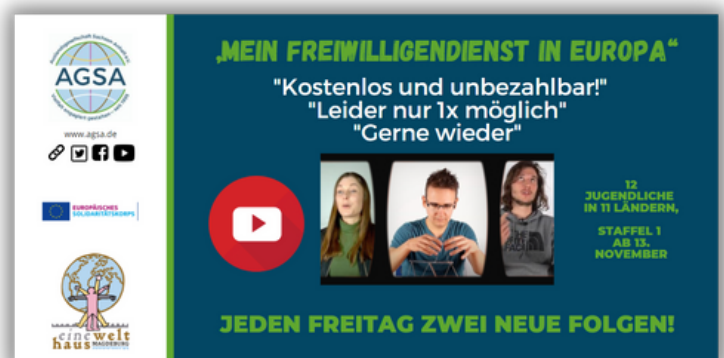 AGSA
www.agsa.de
EUROPÄISCHES
SOLIDARITÄTSKORPS
eine welt
haus MAGDEBURG
„MEIN FREIWILLIGENDIENST IN EUROPA“
"Kostenlos und unbezahlbar!"
"Leider nur 1x möglich"
"Gerne wieder"
12
JUGENDLICHE
IN 11 LÄNDERN,
STAFFEL 1
AB 13.
NOVEMBER
JEDEN FREITAG ZWEI NEUE FOLGEN!